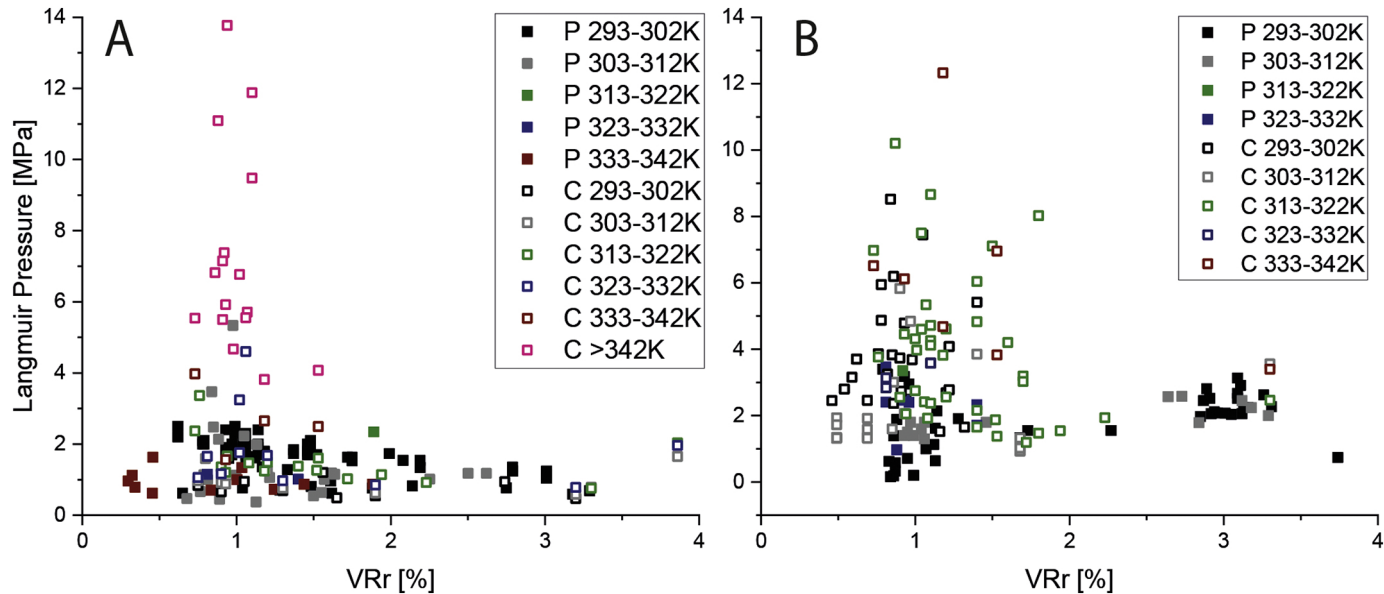 A
Langmuir Pressure [MPa]
14
12
10
8
6
4
2
0
0
1
2
3
4
VRr [%]
P 293-302K
P 303-312K
P 313-322K
P 323-332K
P 333-342K
C 293-302K
C 303-312K
C 313-322K
C 323-332K
C 333-342K
C >342K
B
14
12
10
8
6
4
2
0
0
1
2
3
4
VRr [%]
P 293-302K
P 303-312K
P 313-322K
P 323-332K
C 293-302K
C 303-312K
C 313-322K
C 323-332K
C 333-342K